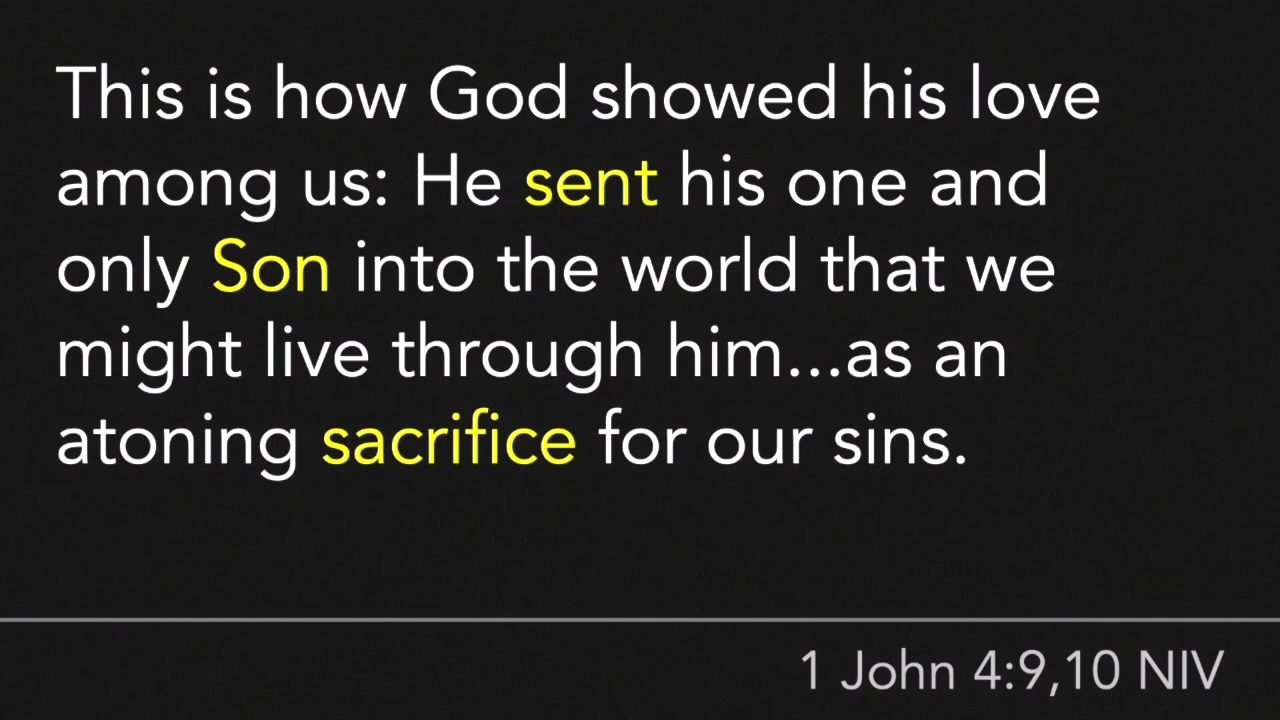 This is how God showed his love
among us: He sent his one and
only Son into the world that we
might live through him...as an
atoning sacrifice for our sins.
1 John 4:9,10 NIV